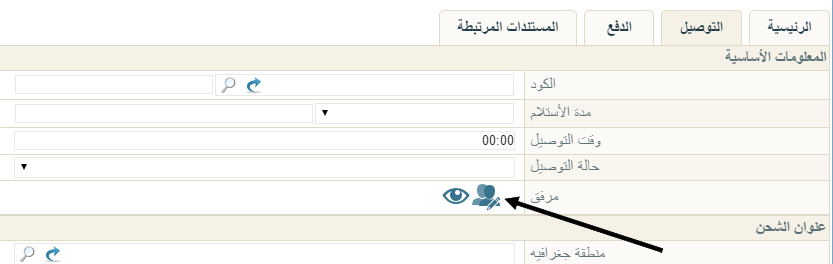 الرئيسية التوصيل الدفع المستندات المرتبطة
المعلومات الأساسية
الكود
مدة الأستلام
وقت التوصيل 00:00
حالة التوصيل
مرفق
عنوان الشحن
منطقة جغرافيه